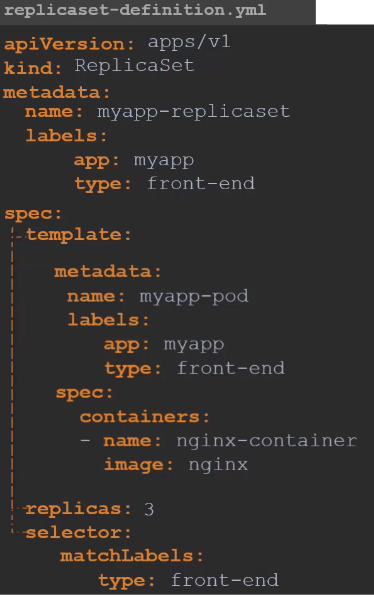 replicaset-definition.yml
apiVersion: apps/v1
kind: ReplicaSet
metadata:
name: myapp-replicaset
labels:
app: myapp
type: front-end
spec:
template:
metadata:
name: myapp-pod
labels:
app: myapp
type: front-end
spec:
containers:
- name: nginx-container
image: nginx
replicas: 3
selector:
matchLabels:
type: front-end